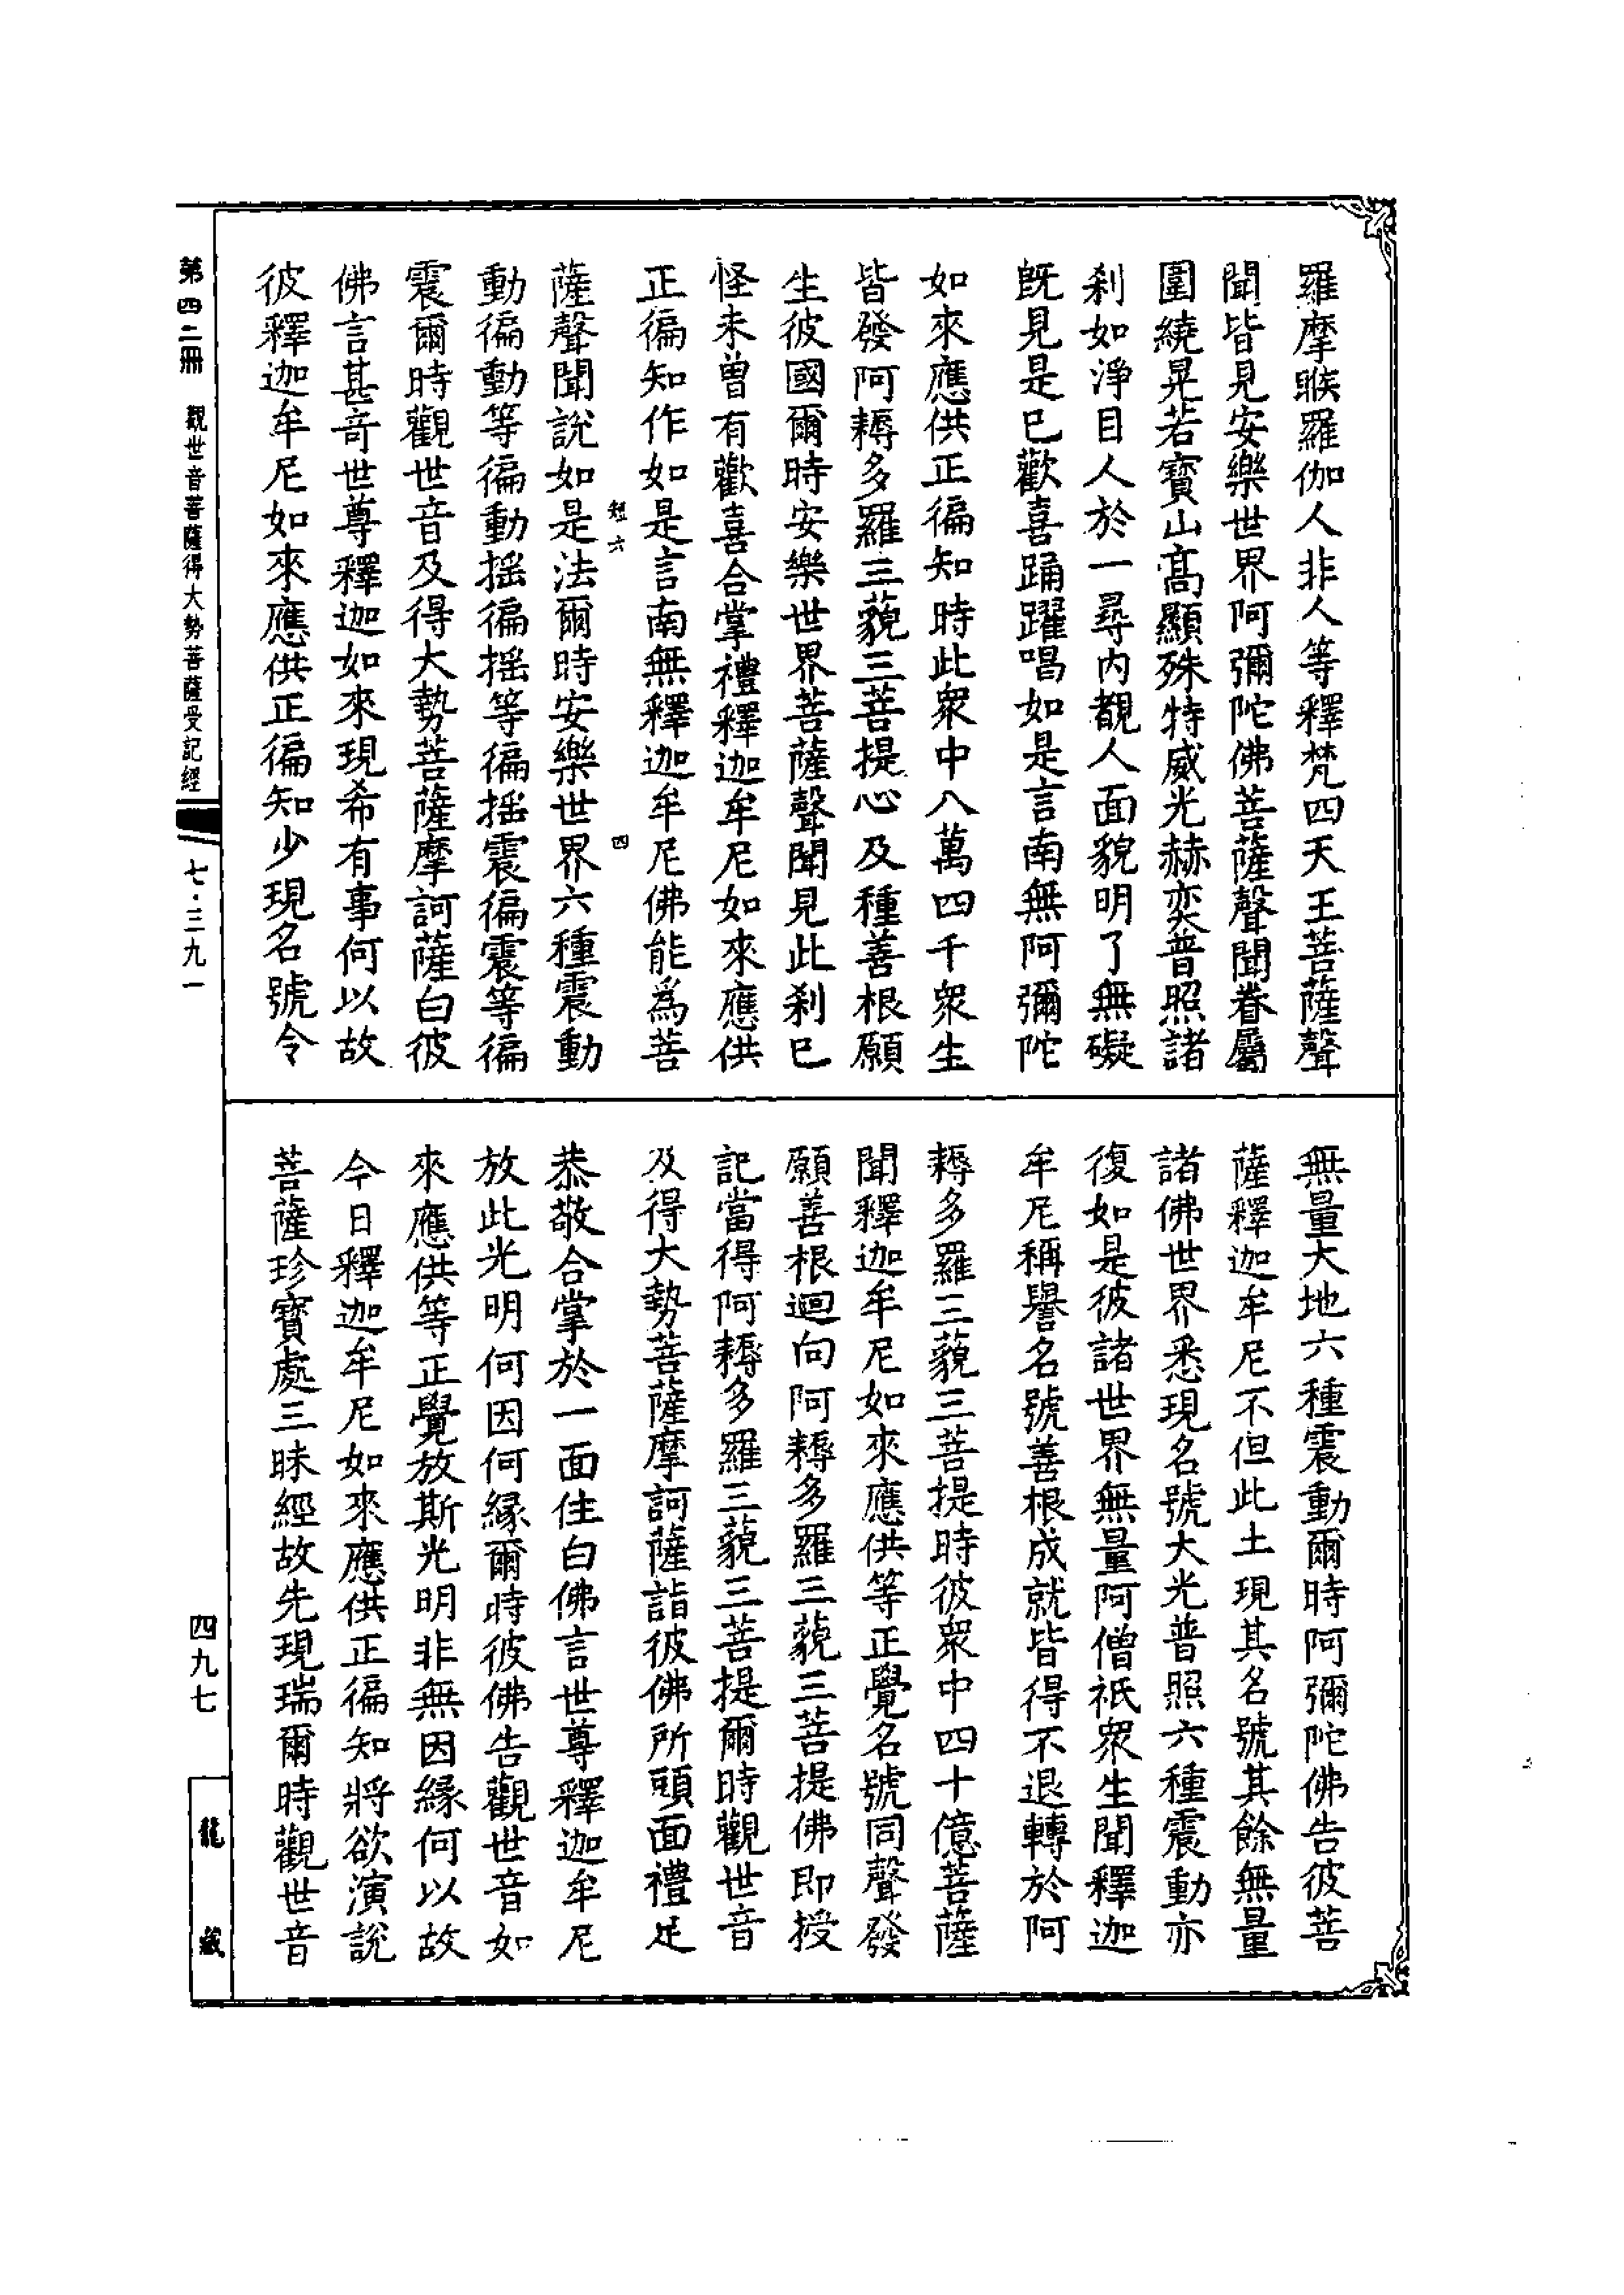 羅摩睺羅伽人非人等釋梵四天王菩薩聲
聞皆見安樂世界阿彌陀佛菩薩聲聞眷屬
圍繞晃若寶山高顯殊特威光赫奕普照諸
刹如淨目人於一尋内覩人面貌明了無礙
旣見是已歡喜踊躍唱如是言南無阿彌陀
如來應供正徧知時此衆中八萬四千衆生
皆發阿耨多羅三藐三菩提心及種善根願
生彼國爾時安樂世界菩薩聲聞見此刹已
怪未曾有歡喜合掌禮釋迦牟尼如來應供
正徧知作如是言南無釋迦牟尼佛能爲菩
短六
四
薩聲聞說如是法爾時安樂世界六種震動
動徧動等徧動摇徧摇等徧摇震徧震等徧
震爾時觀世音及得大勢菩薩摩訶薩白彼
佛言甚奇世尊釋迦如來現希有事何以故
彼釋迦牟尼如來應供正徧知少現名號令
無量大地六種震動爾時阿彌陀佛告彼菩
薩釋迦牟尼不但此土現其名號其餘無量
諸佛世界悉現名號大光普照六種震動亦
復如是彼諸世界無量阿僧祇衆生聞釋迦
牟尼稱譽名號善根成就皆得不退轉於阿
耨多羅三藐三菩提時彼衆中四十億菩薩
聞釋迦牟尼如來應供等正覺名號同聲發
願善根迴向阿耨多羅三藐三菩提佛即授
記當得阿耨多羅三藐三菩提爾時觀世音
及得大勢菩薩摩訶薩詣彼佛所頭面禮足
恭敬合掌於一面住白佛言世尊釋迦牟尼
放此光明何因何緣爾時彼佛告觀世音如
來應供等正覺放斯光明非無因緣何以故
今日釋迦牟尼如來應供正徧知將欲演說
菩薩珍寶處三昧經故先現瑞爾時觀世音
第四二冊 觀世音菩薩得大勢菩薩受記經
七·三九一
四九七
龍藏